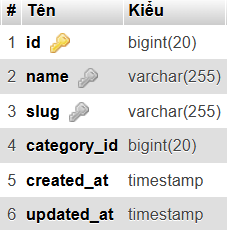 # Tên Kiểu
1 id bigint(20)
2 name varchar(255)
3 slug varchar(255)
4 category_id bigint(20)
5 created_at timestamp
6 updated_at timestamp